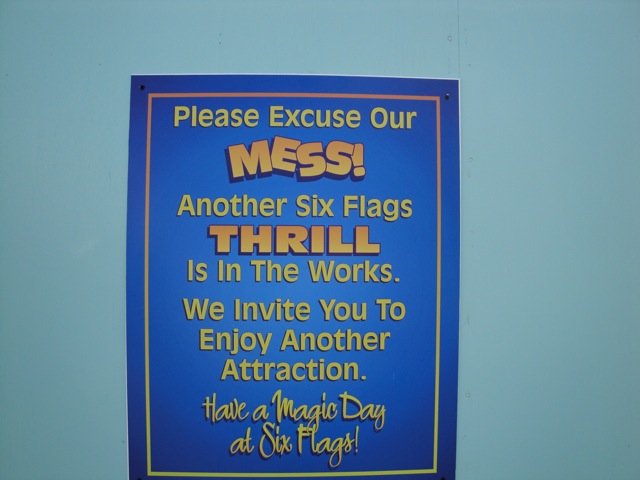 Please Excuse Our
MESS!
Another Six Flags
THRILL
Is In The Works.
We Invite You To
Enjoy Another
Attraction.
Have a Magic Day
at Six Flags!